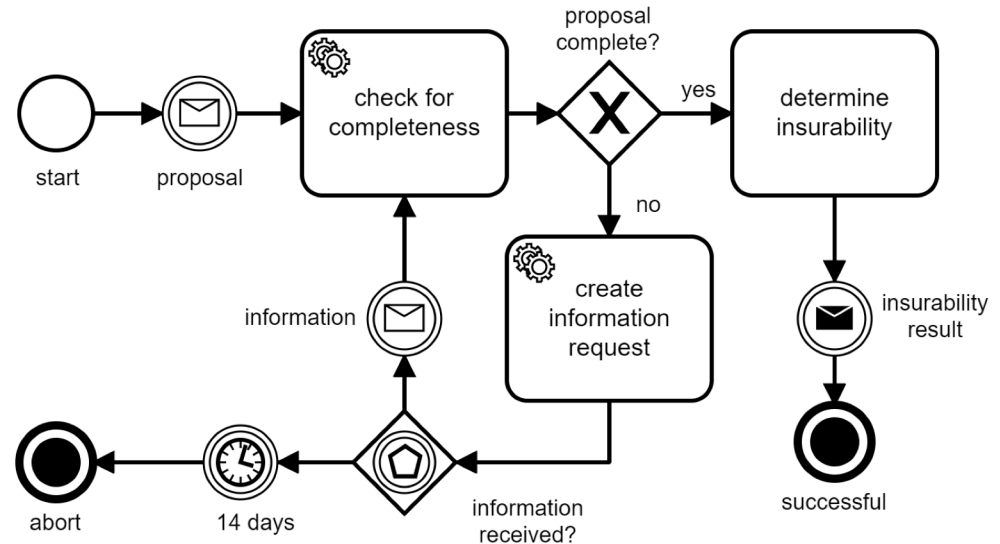 proposal
complete?
check for
completeness
yes
determine
insurability
start
proposal
no
create
information
request
information
insurability
result
abort
14 days
information
received?
successful